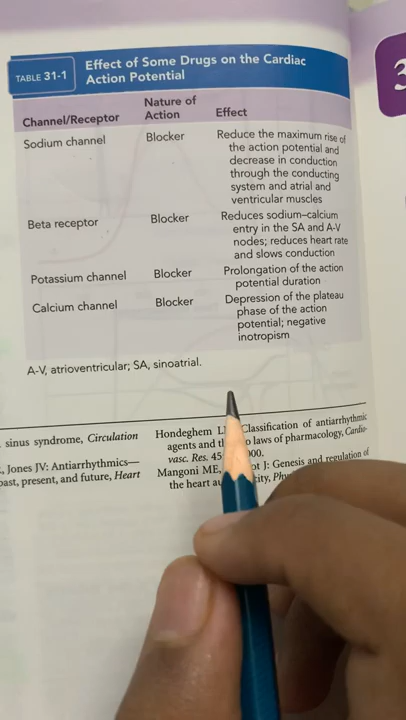 TABLE 31-1
Effect of Some Drugs on the Cardiac
Action Potential
Channel/Receptor
Nature of
Action
Effect
Sodium channel
Blocker
Reduce the maximum rise of
the action potential and
decrease in conduction
through the conducting
system and atrial and
ventricular muscles
Beta receptor
Blocker
Reduces sodium–calcium
entry in the SA and A-V
nodes; reduces heart rate
and slows conduction
Potassium channel
Blocker
Prolongation of the action
potential duration
Calcium channel
Blocker
Depression of the plateau
phase of the action
potential; negative
inotropism
A-V, atrioventricular; SA, sinoatrial.
3
sinus syndrome, Circulation
Jones JV: Antiarrhythmics—
past, present, and future, Heart
Hondeghem Classification of antiarrhythmic
agents and laws of pharmacology, Cardio-
vasc. Res.
Mangoni ME, J: Genesis and regulation of
the heart